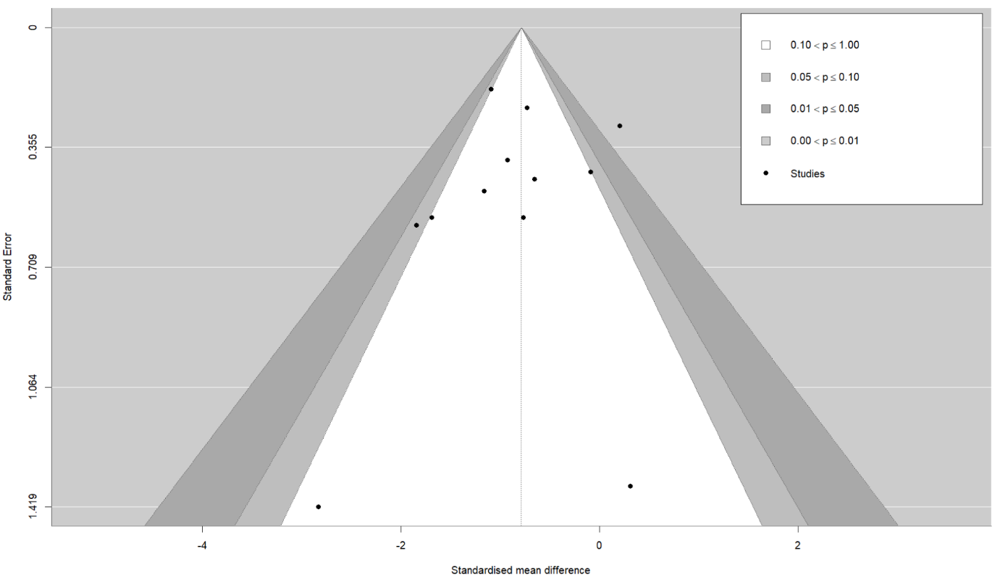 0.10 < p ≤ 1.00
0.05 < p ≤ 0.10
0.01 < p ≤ 0.05
0.00 < p ≤ 0.01
Studies
Standard Error
0
0.355
0.709
1.064
1.419
-4
-2
0
2
Standardised mean difference